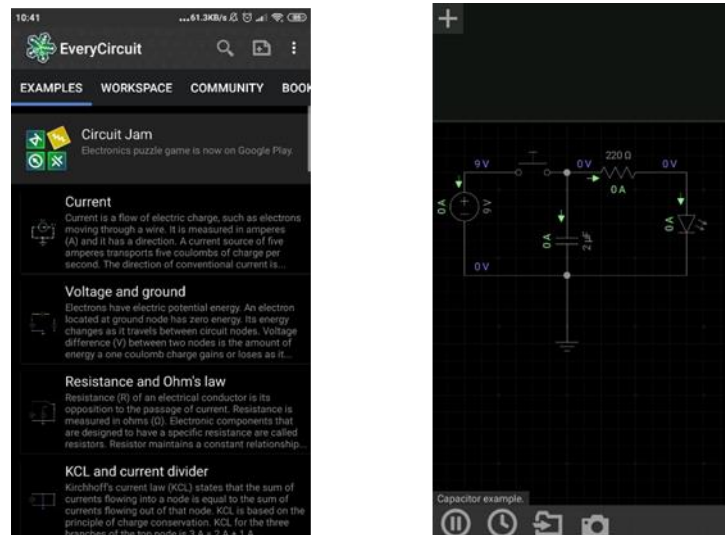 10:41
...61.3KB/s
EveryCircuit
EXAMPLES WORKSPACE COMMUNITY BOO
Circuit Jam
Electronics puzzle game is now on Google Play.
Current
Current is a flow of electric charge, such as electrons
moving through a wire. It is measured in amperes
(A) and it has a direction. A current source of five
amperes transports five coulombs of charge per
second. The direction of conventional current is...
Voltage and ground
Electrons have electric potential energy. An electron
located at ground node has zero energy. Its energy
changes as it travels between circuit nodes. Voltage
difference (V) between two nodes is the amount of
energy a one coulomb charge gains or loses as it...
Resistance and Ohm's law
Resistance (R) of an electrical conductor is its
opposition to the passage of current. Resistance is
measured in ohms (Ω). Electronic components that
are designed to have a specific resistance are called
resistors. Resistor maintains a constant relationship...
KCL and current divider
Kirchhoff's current law (KCL) states that the sum of
currents flowing into a node is equal to the sum of
currents flowing out of that node. KCL is based on the
principle of charge conservation. KCL for the three
branches of the top node is 3 A = 2 A + 1 A
9 V
0 V
220 Ω
0 V
0 A
0 A
9 V
0 A
2 μF
0 A
0 V
Capacitor example.